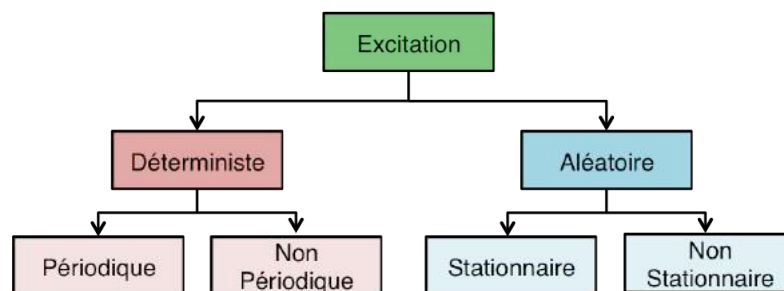 Excitation
Déterministe
Aléatoire
Périodique
Non
Périodique
Stationnaire
Non
Stationnaire